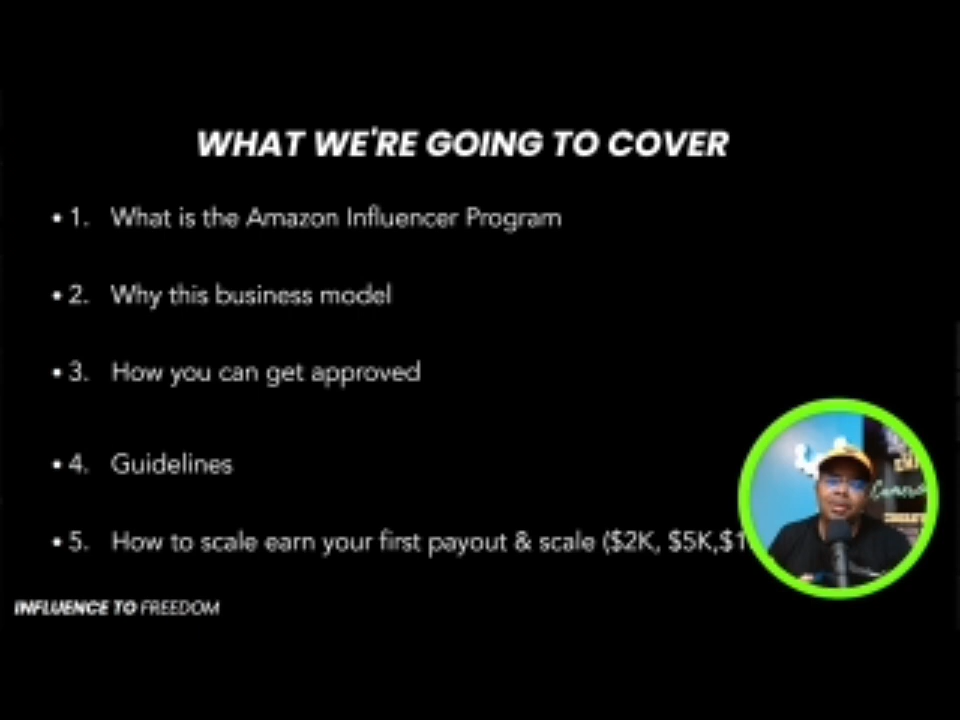 WHAT WE'RE GOING TO COVER
• 1. What is the Amazon Influencer Program
• 2. Why this business model
• 3. How you can get approved
• 4. Guidelines
• 5. How to scale earn your first payout & scale ($2K, $5K,$1
INFLUENCE TO FREEDOM